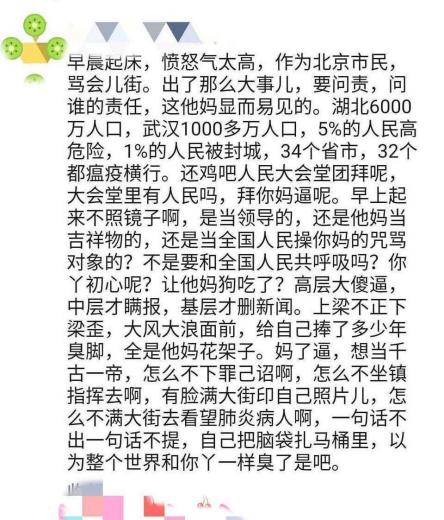 早晨起床，愤怒气太高，作为北京市民，
骂会儿街。出了那么大事儿，要问责，问
谁的责任，这他妈显而易见的。湖北6000
万人口，武汉1000多万人口，5%的人民高
危险，1%的人民被封城，34个省市，32个
都瘟疫横行。还鸡吧人民大会堂团拜呢，
大会堂里有人民吗，拜你妈逼呢。早上起
来不照镜子啊，是当领导的，还是他妈当
吉祥物的，还是当全国人民操你妈的咒骂
对象的？不是要和全国人民共呼吸吗？你
丫初心呢？让他妈狗吃了？高层大傻逼，
中层才瞒报，基层才删新闻。上梁不正下
梁歪，大风大浪面前，给自己捧了多少年
臭脚，全是他妈花架子。妈了逼，想当千
古一帝，怎么不下罪己诏啊，怎么不坐镇
指挥去啊，有脸满大街印自己照片儿，怎
么不满大街去看望肺炎病人啊，一句话不
出一句话不提，自己把脑袋扎马桶里，以
为整个世界和你丫一样臭了是吧。